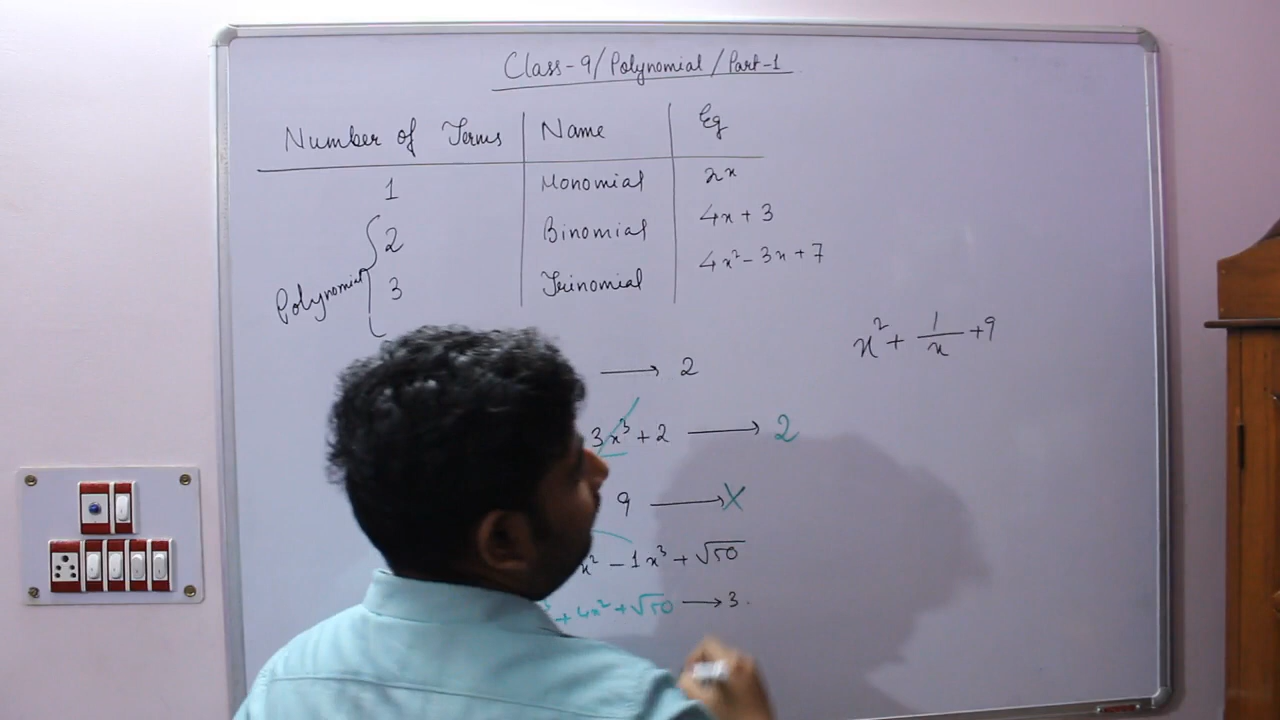 Class-9/Polynomial/Part-1
Number of Terms Name Eg
1 Monomial 2x
2 Binomial 4x + 3
3 Trinomial 4x² - 3x + 7
Polynomial
x² + 1/x + 9
→ 2
3x³ + 2 → 2
9 → X
x² - 1x³ + √50
+ 4x² + √50 → 3.